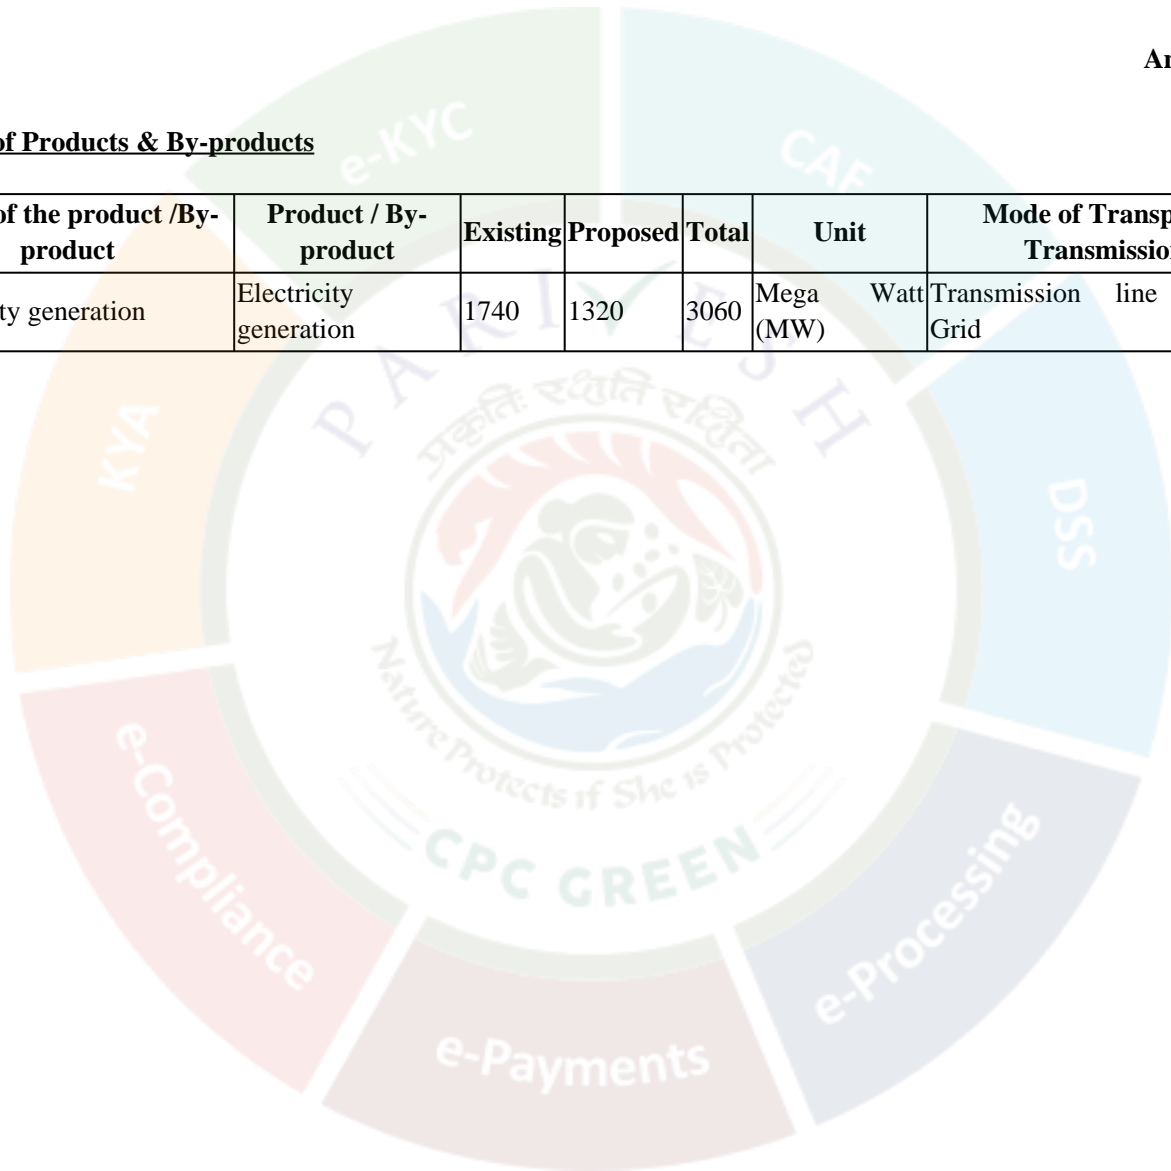 An
of Products & By-products
of the product /By- Product / By- Existing Proposed Total Unit Mode of Transp
product product Transmission
ty generation Electricity generation 1740 1320 3060 Mega Watt (MW) Transmission line Grid
e-KYC
CAF
KYA
DSS
PARIVESH
प्रकृतिः रक्षति रक्षिता
Nature Protects if She is Protected
CPC GREEN
e-Compliance
e-Processing
e-Payments